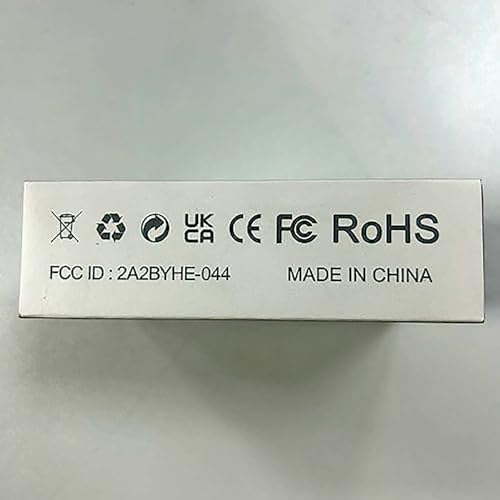 UK CA CE FC RoHS
FCC ID : 2A2BYHE-044 MADE IN CHINA